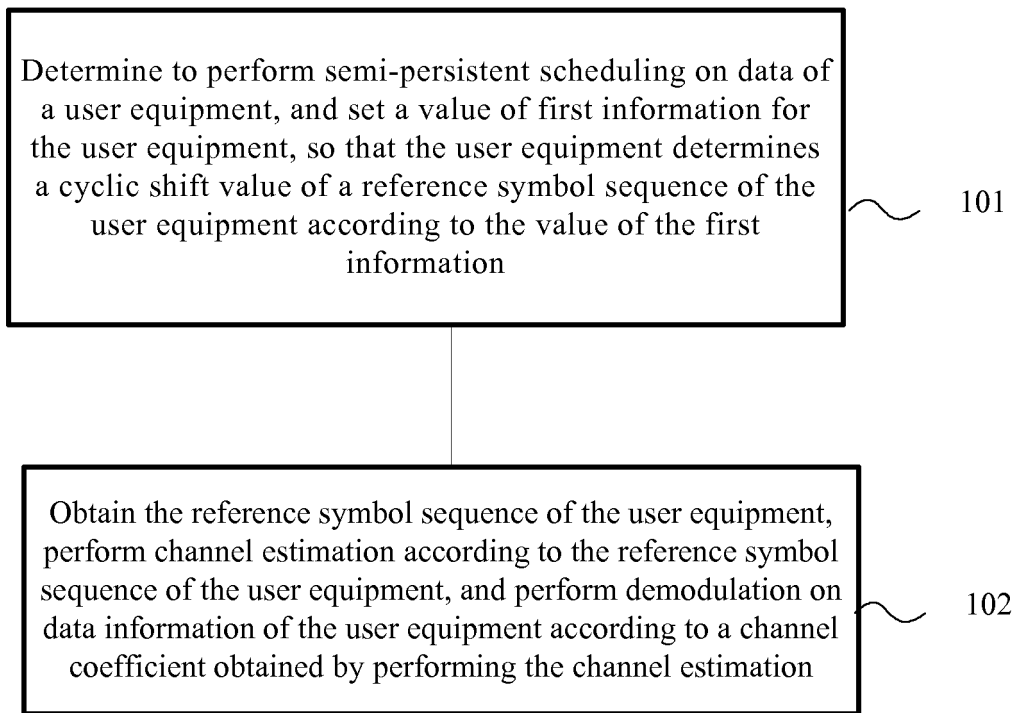 Determine to perform semi-persistent scheduling on data of
a user equipment, and set a value of first information for
the user equipment, so that the user equipment determines
a cyclic shift value of a reference symbol sequence of the
user equipment according to the value of the first
information
101
Obtain the reference symbol sequence of the user equipment,
perform channel estimation according to the reference symbol
sequence of the user equipment, and perform demodulation on
data information of the user equipment according to a channel
coefficient obtained by performing the channel estimation
102